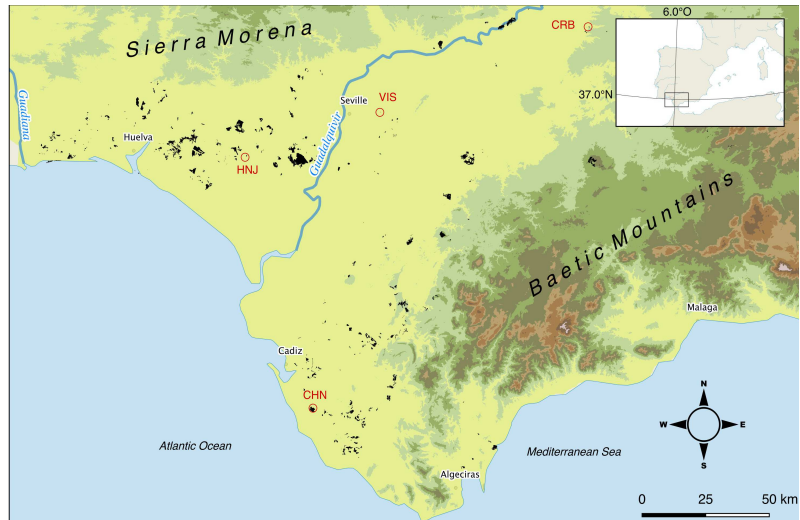 6.0°O
CRB
Sierra Morena
37.0°N
VIS
Seville
Guadiana
Huelva
Guadalquivir
HNJ
Baetic Mountains
Malaga
Cadiz
CHN
N
W
E
S
Atlantic Ocean
Mediterranean Sea
Algeciras
0 25 50 km